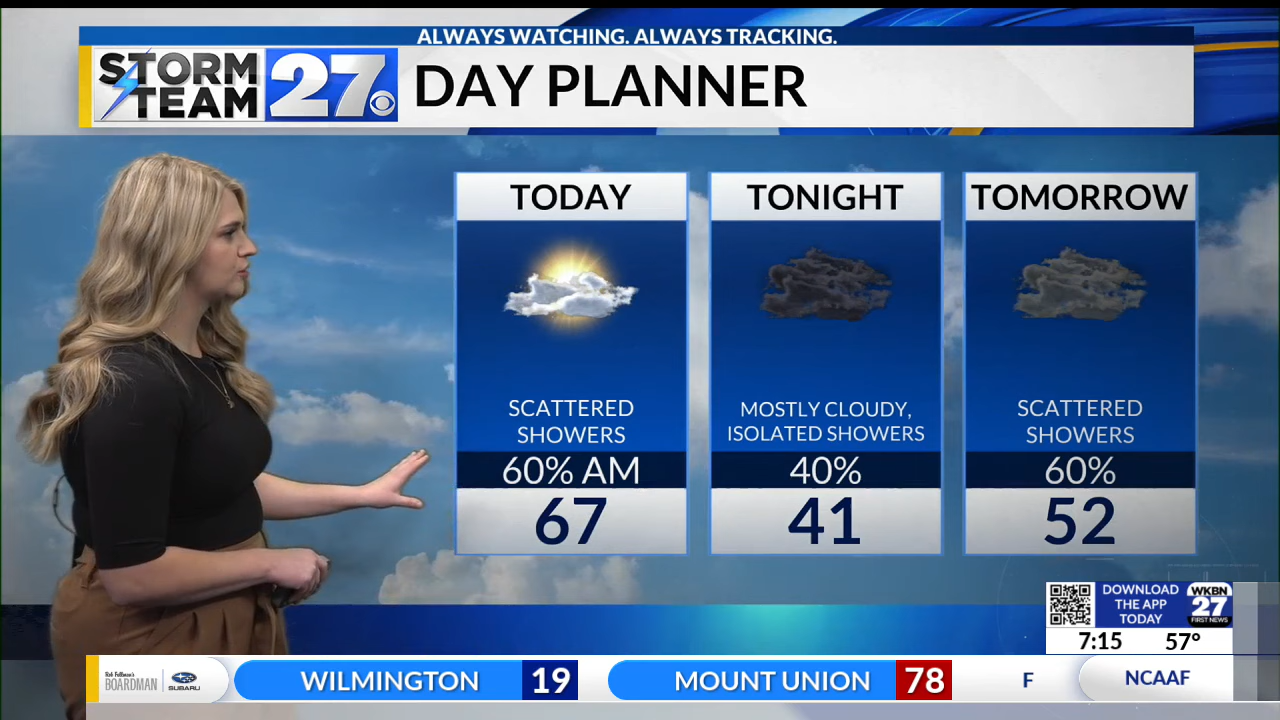 ALWAYS WATCHING. ALWAYS TRACKING.
STORM
TEAM
27
DAY PLANNER
TODAY
SCATTERED
SHOWERS
60% AM
67
TONIGHT
MOSTLY CLOUDY,
ISOLATED SHOWERS
40%
41
TOMORROW
SCATTERED
SHOWERS
60%
52
DOWNLOAD
THE APP
TODAY
WKBN
27
FIRST NEWS
7:15 57°
Bob Fellman's
BOARDMAN
SUBARU
WILMINGTON 19 MOUNT UNION 78 F NCAAF